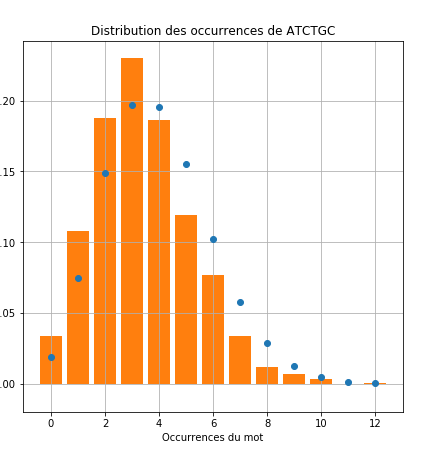 Distribution des occurrences de ATCTGC
.20
.15
.10
.05
.00
0 2 4 6 8 10 12
Occurrences du mot